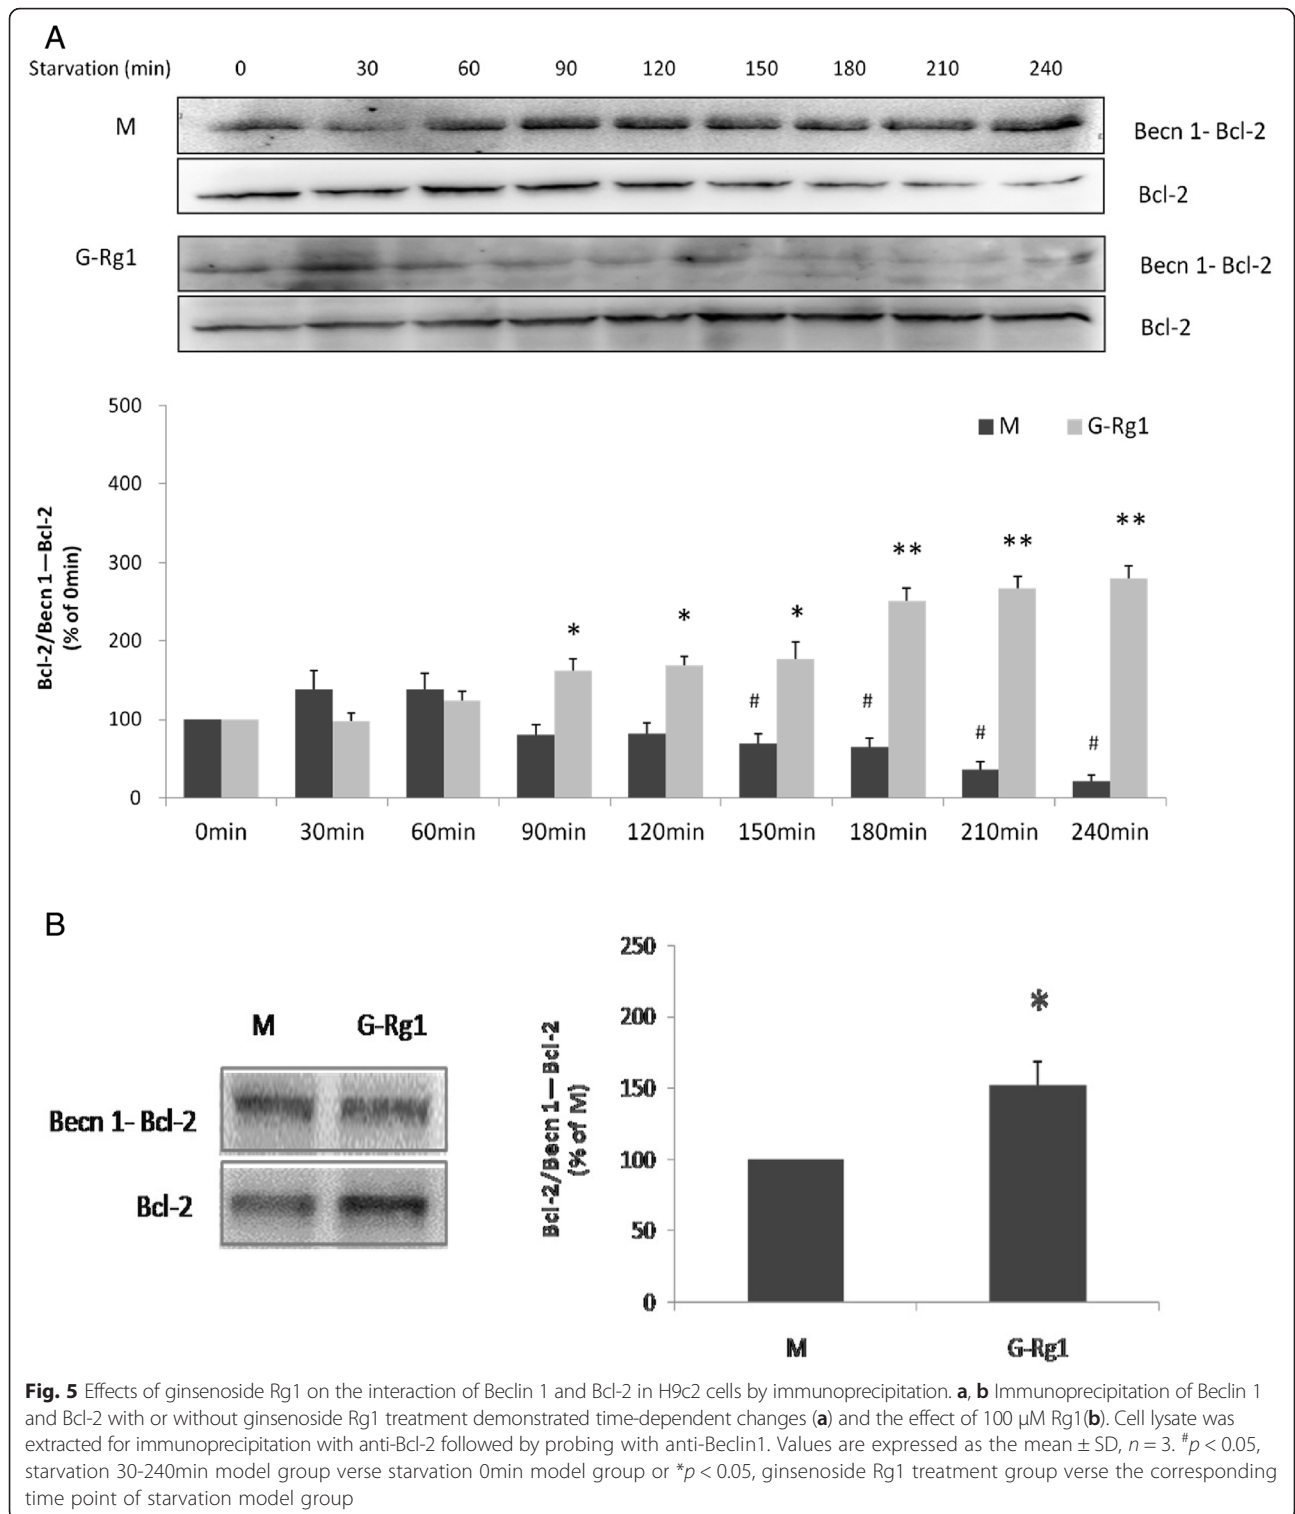 A
Starvation (min) 0 30 60 90 120 150 180 210 240
M
Becn 1- Bcl-2
Bcl-2
G-Rg1
Becn 1- Bcl-2
Bcl-2
Bcl-2/Becn 1—Bcl-2
(% of 0min)
500
400
300
200
100
0
M G-Rg1
* * * ** ** **
# # # #
0min 30min 60min 90min 120min 150min 180min 210min 240min
B
M G-Rg1
Becn 1- Bcl-2
Bcl-2
Bcl-2/Becn 1— Bcl-2
(% of M)
250
200
150
100
50
0
*
M G-Rg1
Fig. 5 Effects of ginsenoside Rg1 on the interaction of Beclin 1 and Bcl-2 in H9c2 cells by immunoprecipitation. a, b Immunoprecipitation of Beclin 1
and Bcl-2 with or without ginsenoside Rg1 treatment demonstrated time-dependent changes (a) and the effect of 100 μM Rg1(b). Cell lysate was
extracted for immunoprecipitation with anti-Bcl-2 followed by probing with anti-Beclin1. Values are expressed as the mean ± SD, n = 3. #p < 0.05,
starvation 30-240min model group verse starvation 0min model group or *p < 0.05, ginsenoside Rg1 treatment group verse the corresponding
time point of starvation model group